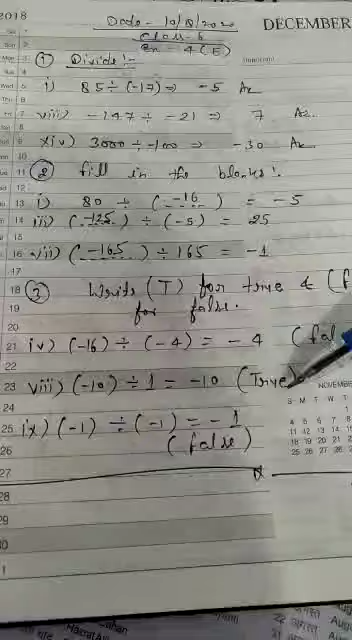 2018
DECEMBER
Date - 10/8/2020
Class - 6
Ex - 4(E)
① Divide :-
i) 85 ÷ (-17) ⇒ -5 Ans
viii) -147 ÷ -21 ⇒ 7 Ans.
xiv) 3000 ÷ -100 ⇒ -30 Ans
② fill in the blanks :
i) 80 ÷ (-16) = -5
iii) (-125) ÷ (-5) = 25
viii) (-165) ÷ 165 = -1
③ Write (T) for true & (f
for false.
iv) (-16) ÷ (-4) = -4 (fal
viii) (-10) ÷ 1 = -10 (True)
ix) (-1) ÷ (-1) = -1
(false)
NOVEMBER
S M T W T